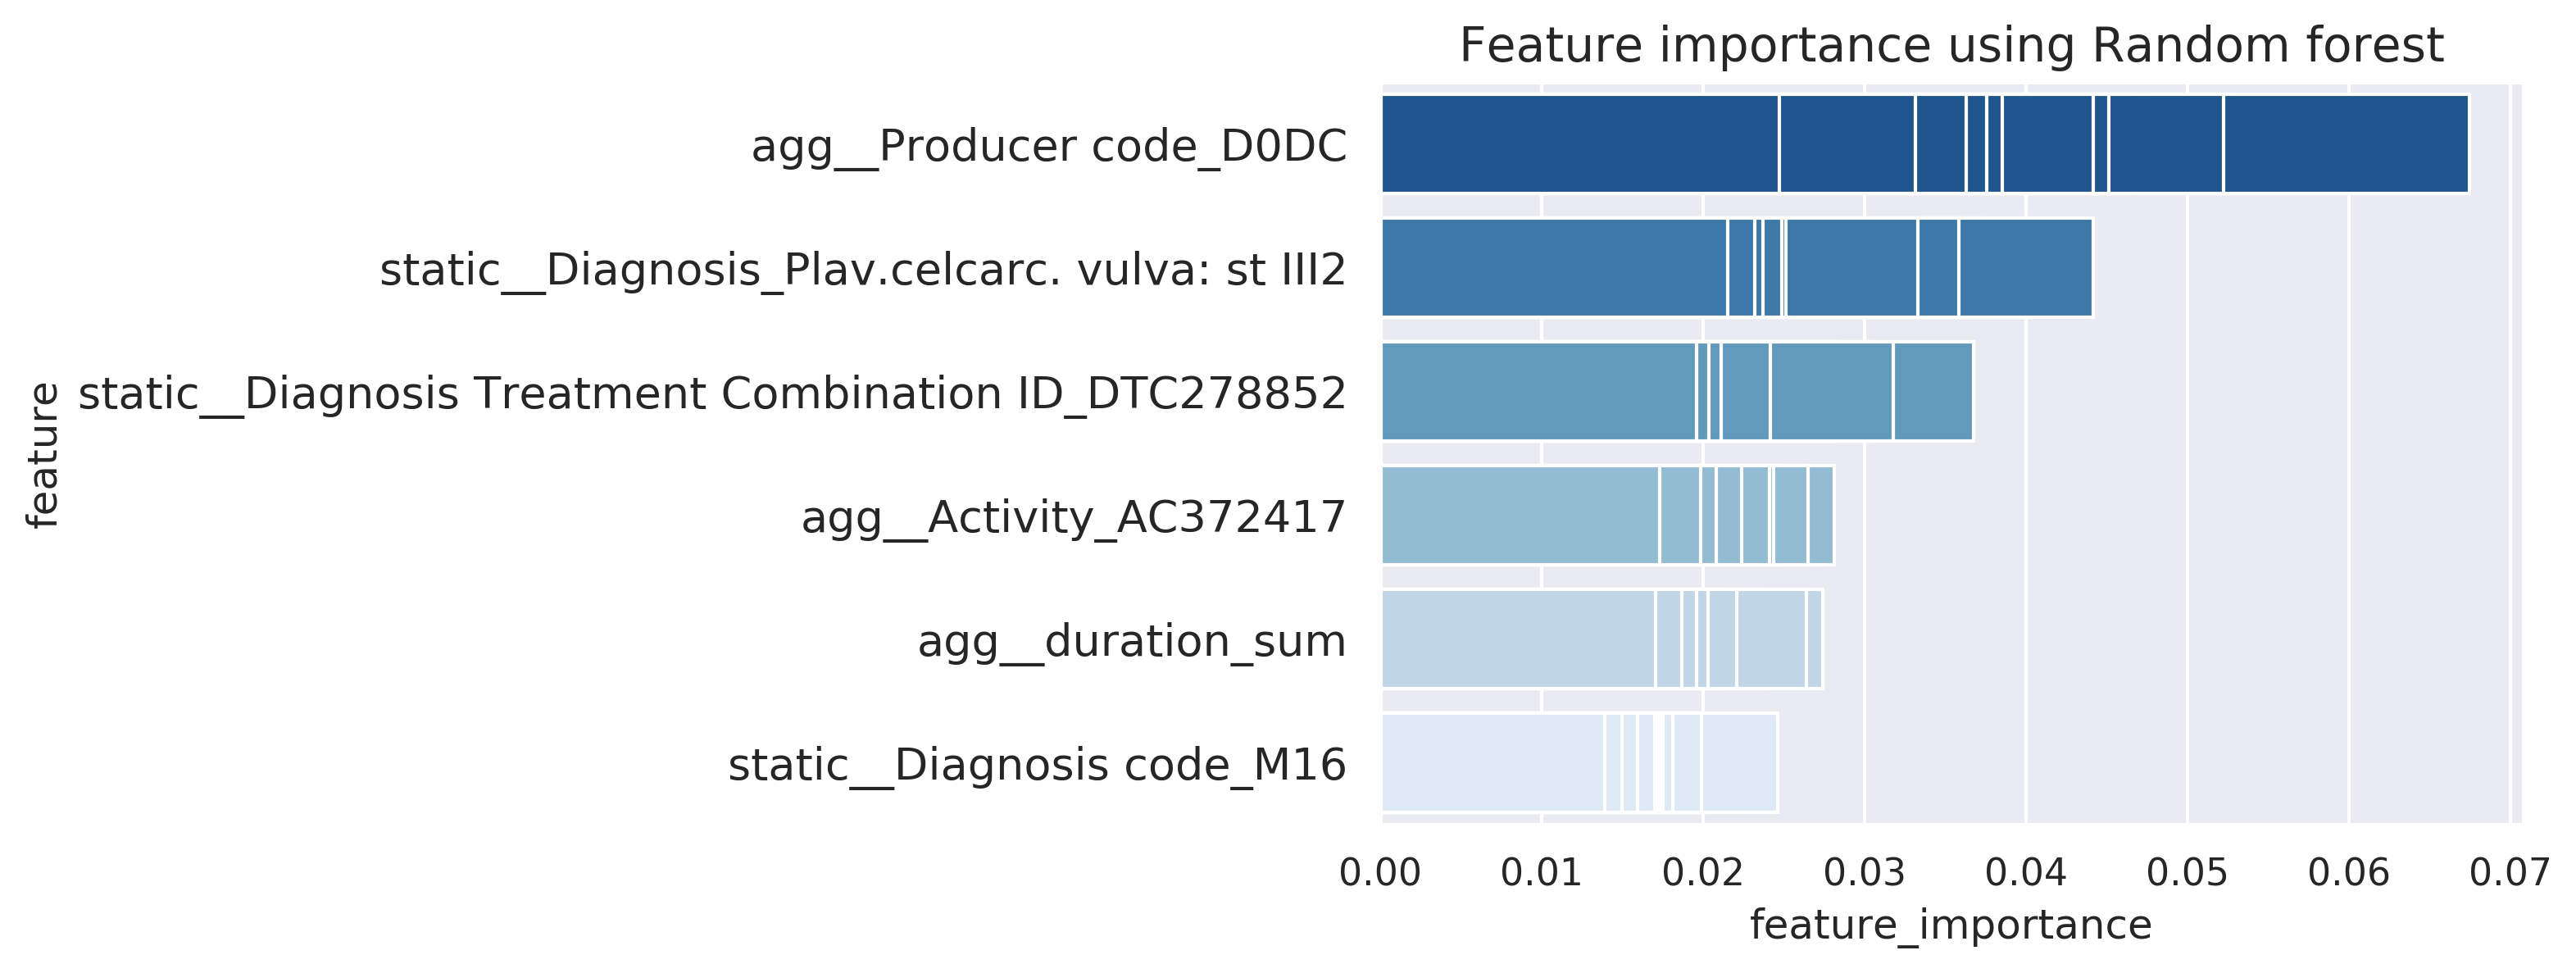 Feature importance using Random forest
feature
agg__Producer code_D0DC
static__Diagnosis_Plav.celcarc. vulva: st III2
static__Diagnosis Treatment Combination ID_DTC278852
agg__Activity_AC372417
agg__duration_sum
static__Diagnosis code_M16
0.00 0.01 0.02 0.03 0.04 0.05 0.06 0.07
feature_importance